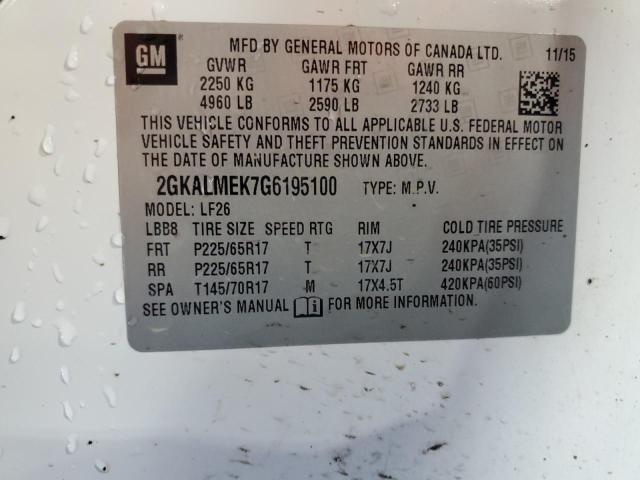 GM
MFD BY GENERAL MOTORS OF CANADA LTD. 11/15
GVWR GAWR FRT GAWR RR
2250 KG 1175 KG 1240 KG
4960 LB 2590 LB 2733 LB
THIS VEHICLE CONFORMS TO ALL APPLICABLE U.S. FEDERAL MOTOR
VEHICLE SAFETY AND THEFT PREVENTION STANDARDS IN EFFECT ON
THE DATE OF MANUFACTURE SHOWN ABOVE.
2GKALMEK7G6195100 TYPE: M.P.V.
MODEL: LF26
LBB8 TIRE SIZE SPEED RTG RIM COLD TIRE PRESSURE
FRT P225/65R17 T 17X7J 240KPA(35PSI)
RR P225/65R17 T 17X7J 240KPA(35PSI)
SPA T145/70R17 M 17X4.5T 420KPA(60PSI)
SEE OWNER'S MANUAL FOR MORE INFORMATION.